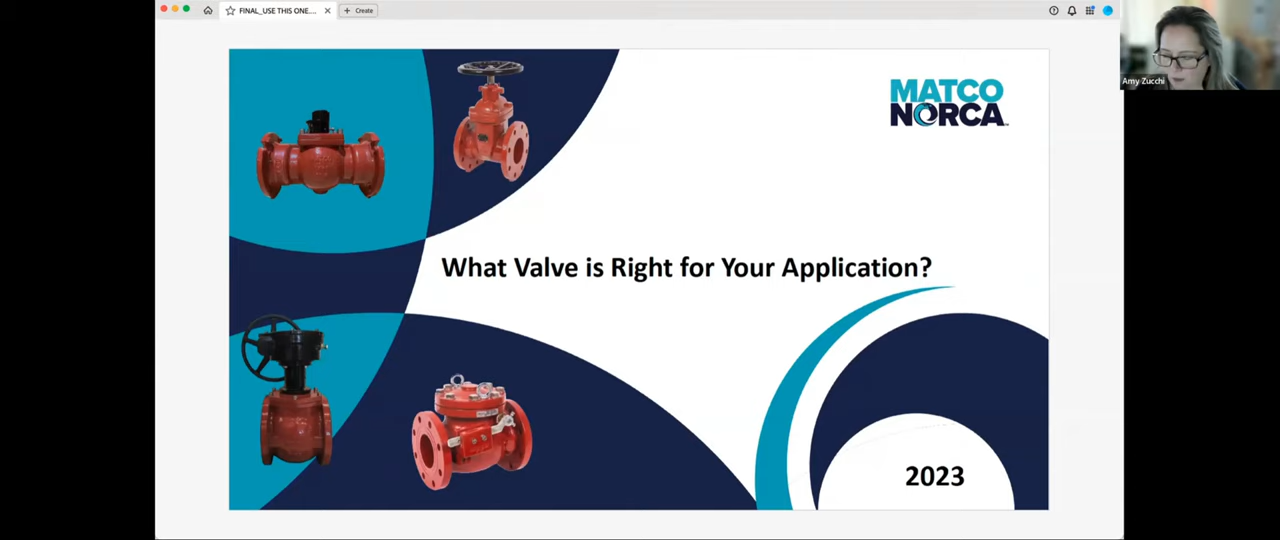 FINAL_USE THIS ONE....
Create
Amy Zucchi
MATCO
NORCA
What Valve is Right for Your Application?
2023